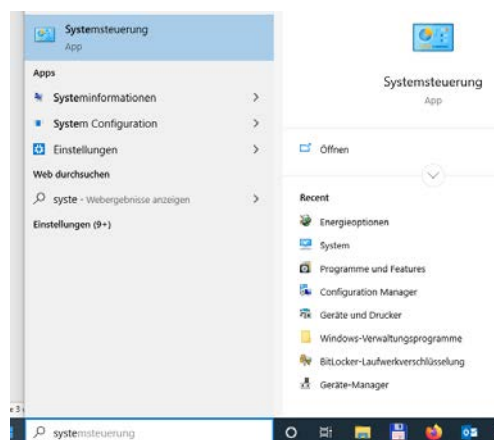 Systemsteuerung
App
Apps
Systeminformationen
System Configuration
Einstellungen
Web durchsuchen
syste - Webergebnisse anzeigen
Einstellungen (9+)
Systemsteuerung
App
Öffnen
Recent
Energieoptionen
System
Programme und Features
Configuration Manager
Geräte und Drucker
Windows-Verwaltungsprogramme
BitLocker-Laufwerkverschlüsselung
Geräte-Manager
e 3
systemsteuerung